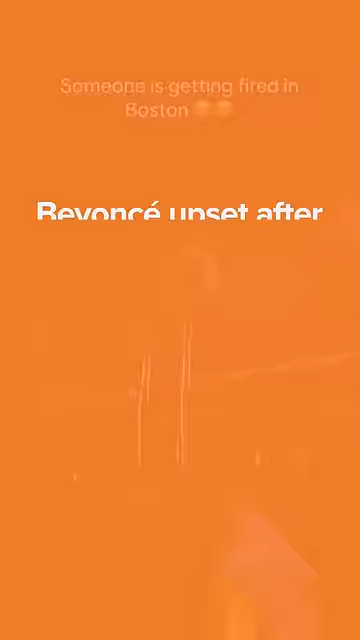 Someone is getting fired in
Boston 😳😳
Beyoncé upset after